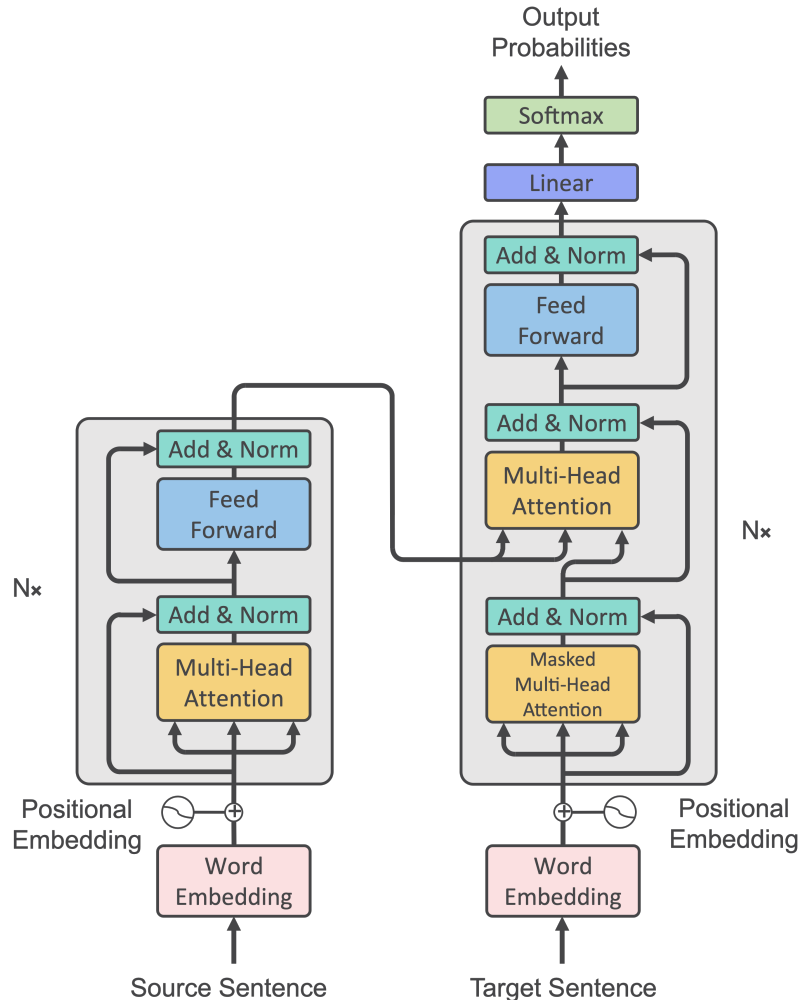 Output
Probabilities
Softmax
Linear
Add & Norm
Feed
Forward
Add & Norm
Multi-Head
Attention
N×
Add & Norm
Masked
Multi-Head
Attention
Positional
Embedding
Word
Embedding
Target Sentence
Add & Norm
Feed
Forward
N×
Add & Norm
Multi-Head
Attention
Positional
Embedding
Word
Embedding
Source Sentence